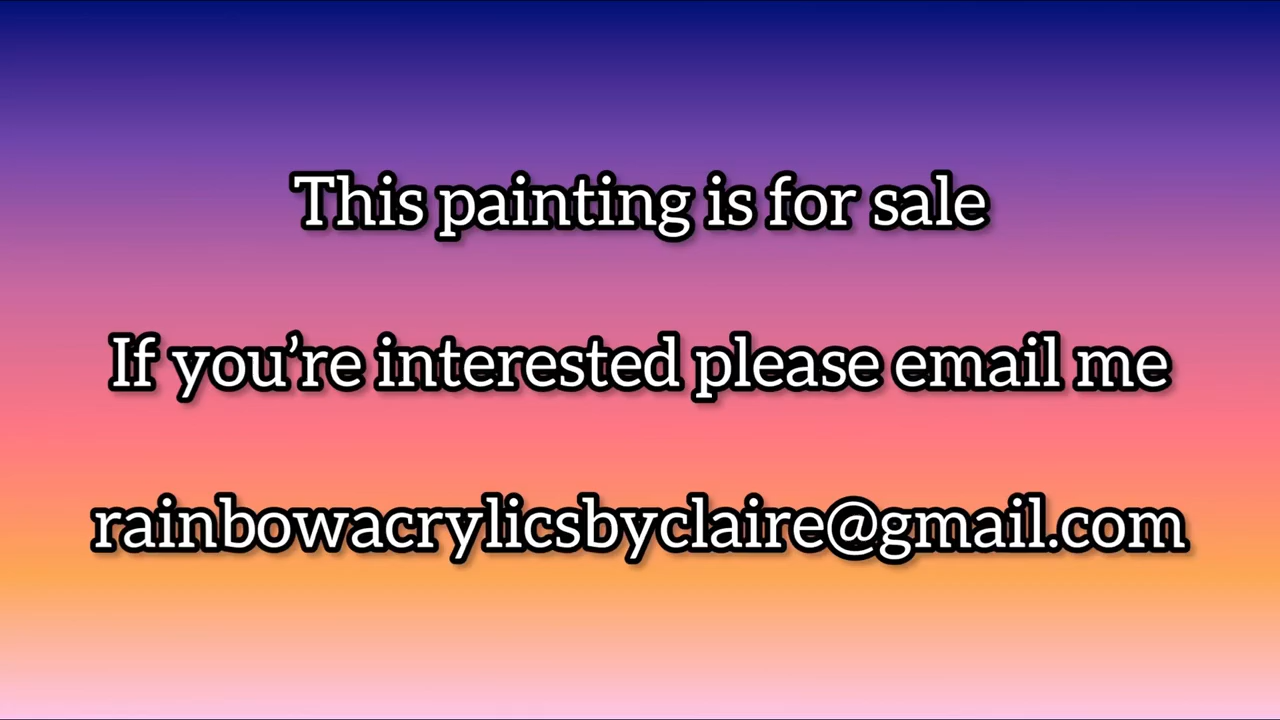 This painting is for sale
If you’re interested please email me
rainbowacrylicsbyclaire@gmail.com